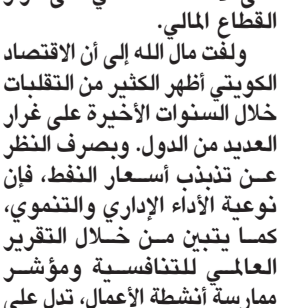 القطاع المالي.
ولفت مال الله إلى أن الاقتصاد
الكويتي أظهر الكثير من التقلبات
خلال السنوات الأخيرة على غرار
العديد من الدول. وبصرف النظر
عن تذبذب أسعار النفط، فإن
نوعية الأداء الإداري والتنموي،
كما يتبين من خلال التقرير
العالمي للتنافسية ومؤشر
ممارسة أنشطة الأعمال، تدل على